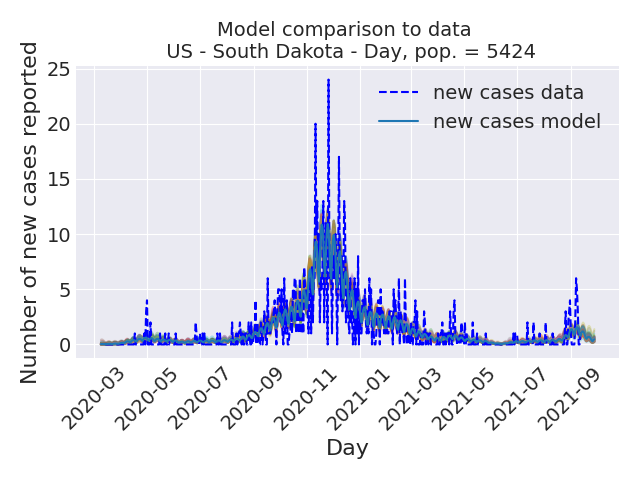 Model comparison to data
US - South Dakota - Day, pop. = 5424
Number of new cases reported
25
20
15
10
5
0
new cases data
new cases model
2020-03
2020-05
2020-07
2020-09
2020-11
2021-01
2021-03
2021-05
2021-07
2021-09
Day